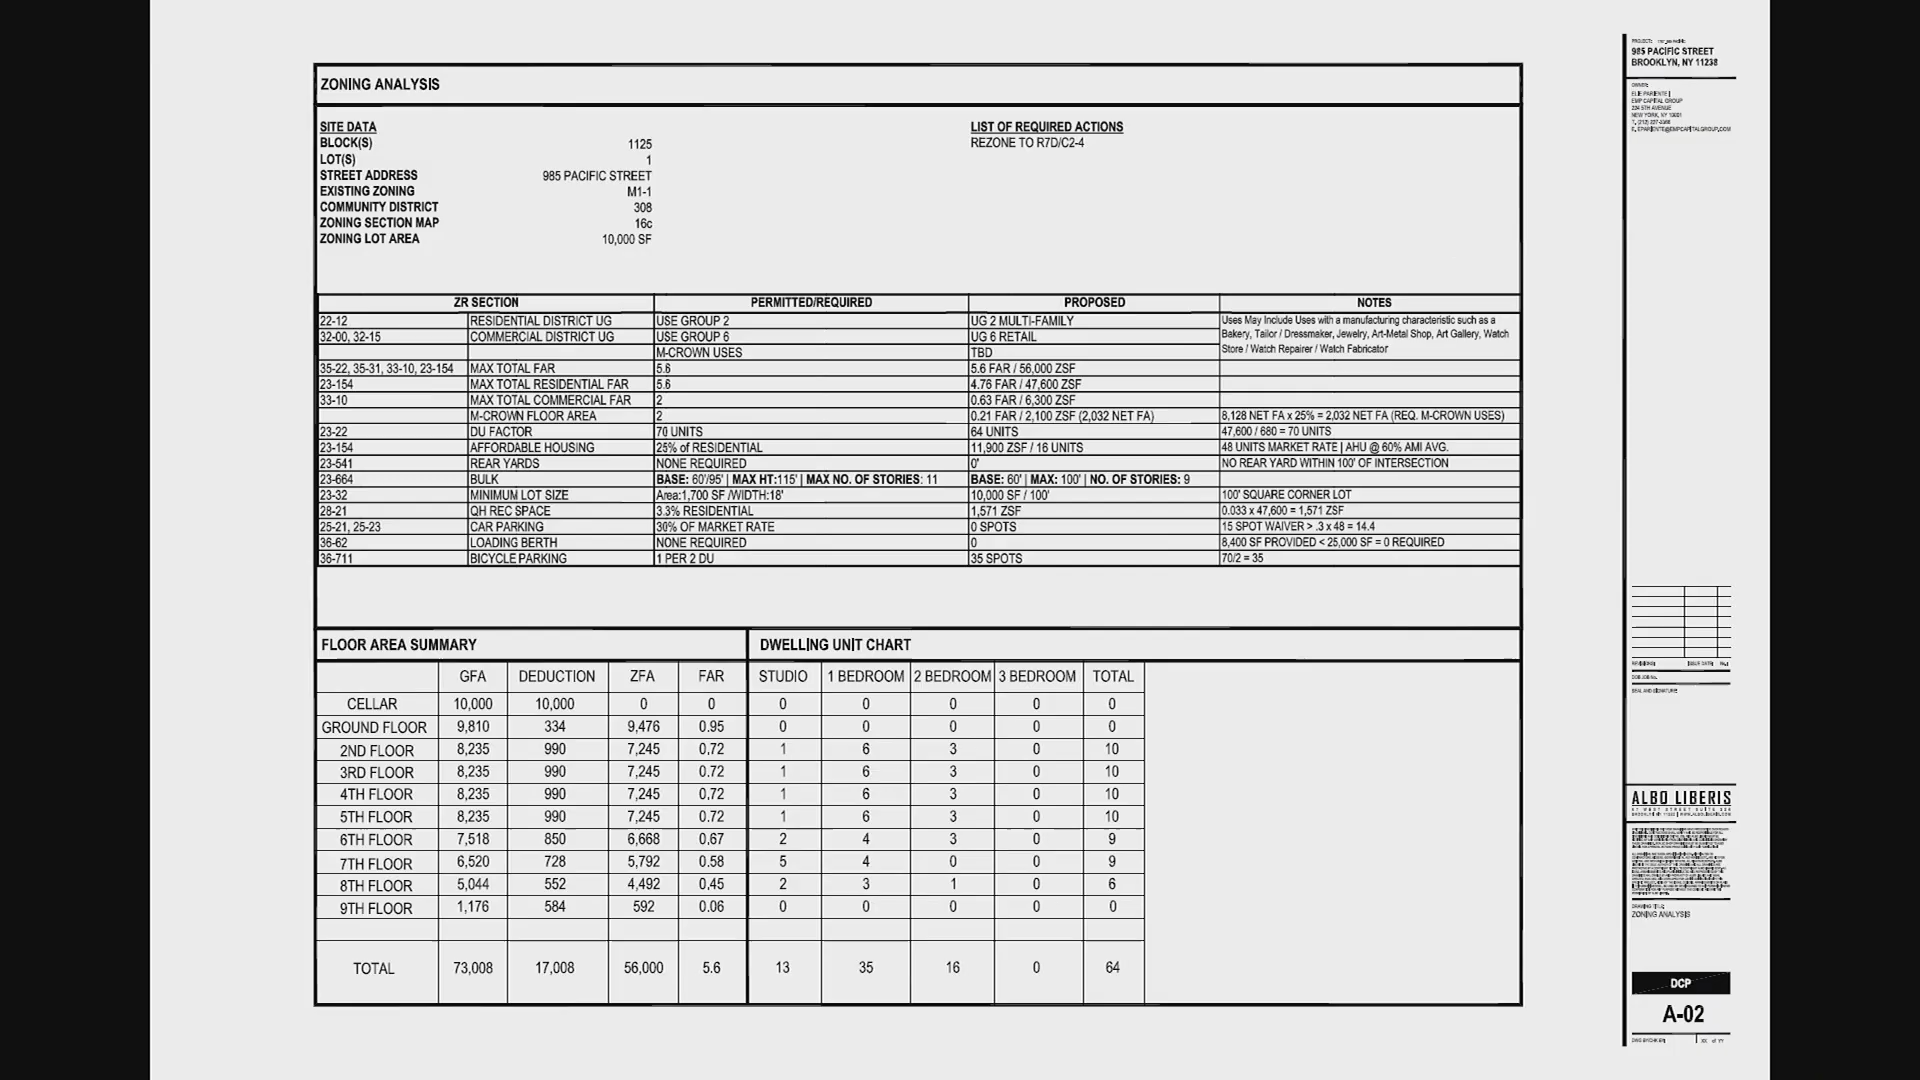 ZONING ANALYSIS
SITE DATA
BLOCK(S) 1125
LOT(S) 1
STREET ADDRESS 985 PACIFIC STREET
EXISTING ZONING M1-1
COMMUNITY DISTRICT 308
ZONING SECTION MAP 16c
ZONING LOT AREA 10,000 SF
LIST OF REQUIRED ACTIONS
REZONE TO R7D/C2-4
ZR SECTION PERMITTED/REQUIRED PROPOSED NOTES
22-12 RESIDENTIAL DISTRICT UG USE GROUP 2 UG 2 MULTI-FAMILY Uses May Include Uses with a manufacturing characteristic such as a
32-00, 32-15 COMMERCIAL DISTRICT UG USE GROUP 6 UG 6 RETAIL Bakery, Tailor / Dressmaker, Jewelry, Art-Metal Shop, Art Gallery, Watch
M-CROWN USES TBD Store / Watch Repairer / Watch Fabricator
35-22, 35-31, 33-10, 23-154 MAX TOTAL FAR 5.6 5.6 FAR / 56,000 ZSF
23-154 MAX TOTAL RESIDENTIAL FAR 5.6 4.76 FAR / 47,600 ZSF
33-10 MAX TOTAL COMMERCIAL FAR 2 0.63 FAR / 6,300 ZSF
M-CROWN FLOOR AREA 2 0.21 FAR / 2,100 ZSF (2,032 NET FA) 8,128 NET FA x 25% = 2,032 NET FA (REQ. M-CROWN USES)
23-22 DU FACTOR 70 UNITS 64 UNITS 47,600 / 680 = 70 UNITS
23-154 AFFORDABLE HOUSING 25% of RESIDENTIAL 11,900 ZSF / 16 UNITS 48 UNITS MARKET RATE | AHU @ 60% AMI AVG.
23-541 REAR YARDS NONE REQUIRED 0' NO REAR YARD WITHIN 100' OF INTERSECTION
23-664 BULK BASE: 60'/95' | MAX HT:115' | MAX NO. OF STORIES: 11 BASE: 60' | MAX: 100' | NO. OF STORIES: 9
23-32 MINIMUM LOT SIZE Area:1,700 SF /WIDTH:18' 10,000 SF / 100' 100' SQUARE CORNER LOT
28-21 QH REC SPACE 3.3% RESIDENTIAL 1,571 ZSF 0.033 x 47,600 = 1,571 ZSF
25-21, 25-23 CAR PARKING 30% OF MARKET RATE 0 SPOTS 15 SPOT WAIVER > .3 x 48 = 14.4
36-62 LOADING BERTH NONE REQUIRED 0 8,400 SF PROVIDED < 25,000 SF = 0 REQUIRED
36-711 BICYCLE PARKING 1 PER 2 DU 35 SPOTS 70/2 = 35
FLOOR AREA SUMMARY DWELLING UNIT CHART
GFA DEDUCTION ZFA FAR STUDIO 1 BEDROOM 2 BEDROOM 3 BEDROOM TOTAL
CELLAR 10,000 10,000 0 0 0 0 0 0 0
GROUND FLOOR 9,810 334 9,476 0.95 0 0 0 0 0
2ND FLOOR 8,235 990 7,245 0.72 1 6 3 0 10
3RD FLOOR 8,235 990 7,245 0.72 1 6 3 0 10
4TH FLOOR 8,235 990 7,245 0.72 1 6 3 0 10
5TH FLOOR 8,235 990 7,245 0.72 1 6 3 0 10
6TH FLOOR 7,518 850 6,668 0.67 2 4 3 0 9
7TH FLOOR 6,520 728 5,792 0.58 5 4 0 0 9
8TH FLOOR 5,044 552 4,492 0.45 2 3 1 0 6
9TH FLOOR 1,176 584 592 0.06 0 0 0 0 0
TOTAL 73,008 17,008 56,000 5.6 13 35 16 0 64
985 PACIFIC STREET
BROOKLYN, NY 11238
OWNER:
ELIE PARIENTE |
EMP CAPITAL GROUP
NEW YORK, NY 10001
E. EPARIENTE@EMPCAPITALGROUP.COM
SEAL AND SIGNATURE:
ALBO LIBERIS
DRAWING TITLE:
ZONING ANALYSIS
DCP
A-02
XX of YY